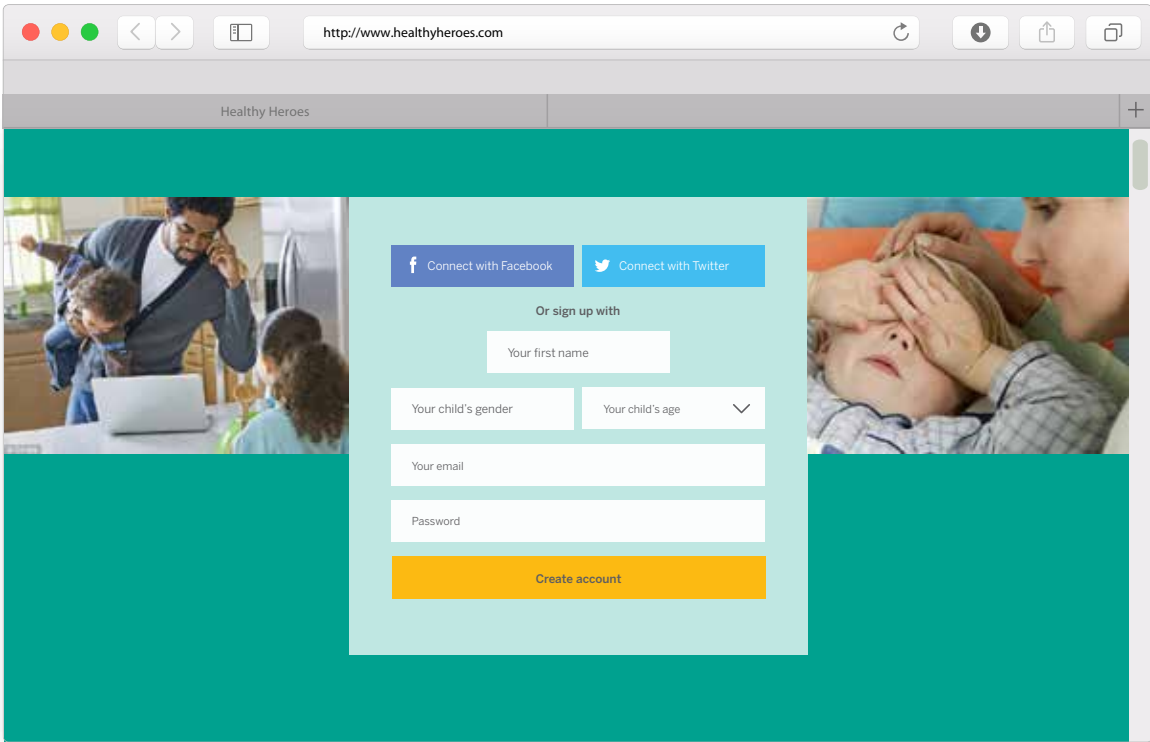 http://www.healthyheroes.com
Healthy Heroes
Connect with Facebook
Connect with Twitter
Or sign up with
Your first name
Your child's gender
Your child's age
Your email
Password
Create account